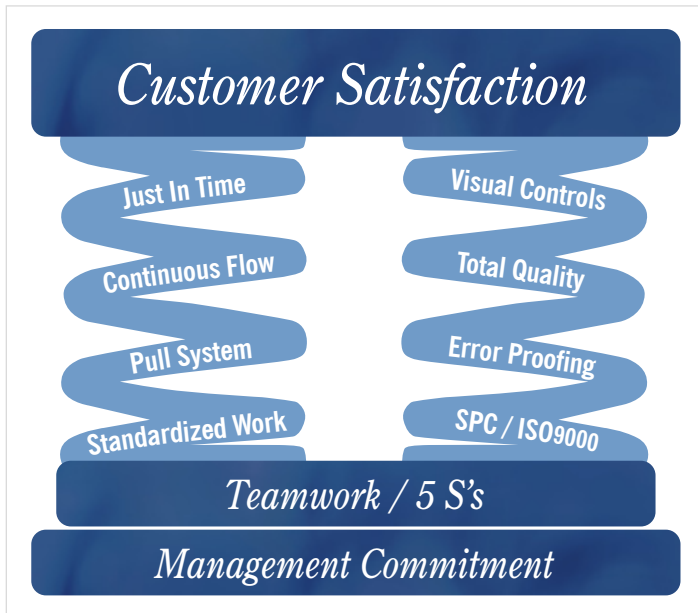 Customer Satisfaction
Just In Time
Continuous Flow
Pull System
Standardized Work
Visual Controls
Total Quality
Error Proofing
SPC / ISO9000
Teamwork / 5 S's
Management Commitment